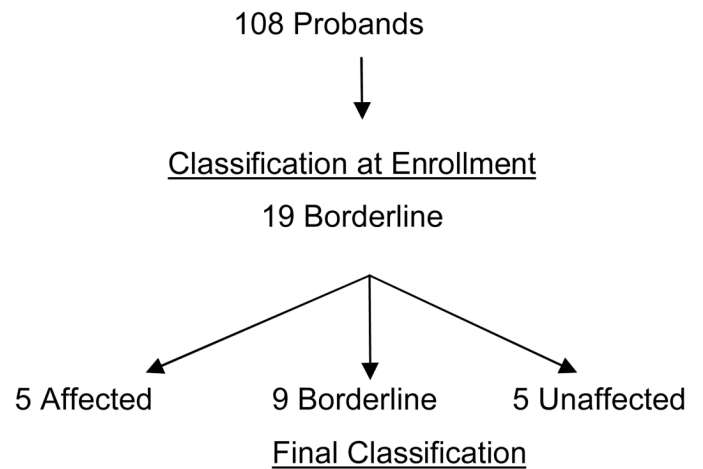 108 Probands
Classification at Enrollment
19 Borderline
5 Affected 9 Borderline 5 Unaffected
Final Classification